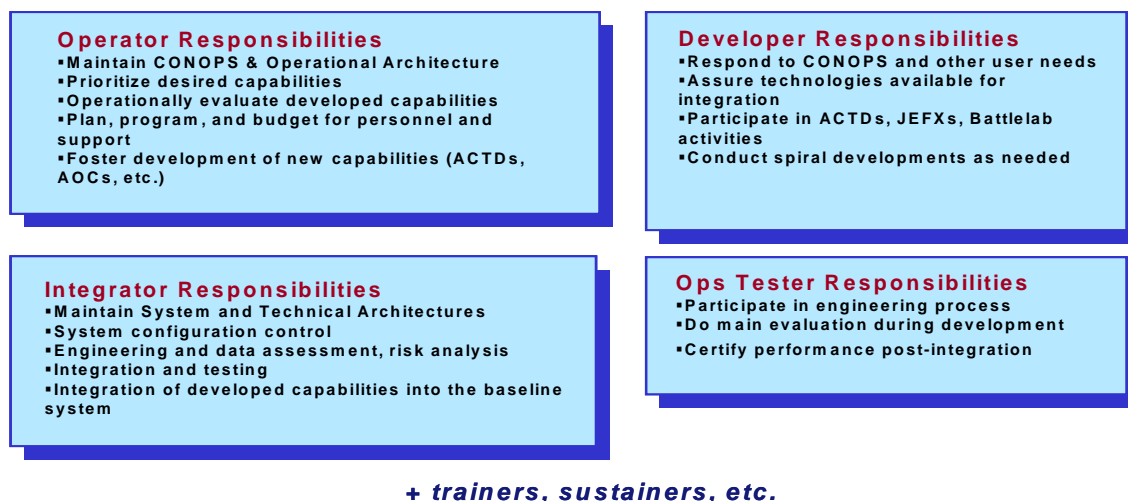 Operator Responsibilities
▪Maintain CONOPS & Operational Architecture
▪Prioritize desired capabilities
▪Operationally evaluate developed capabilities
▪Plan, program, and budget for personnel and
support
▪Foster development of new capabilities (ACTDs,
AOCs, etc.)
Developer Responsibilities
▪Respond to CONOPS and other user needs
▪Assure technologies available for
integration
▪Participate in ACTDs, JEFXs, Battlelab
activities
▪Conduct spiral developments as needed
Integrator Responsibilities
▪Maintain System and Technical Architectures
▪System configuration control
▪Engineering and data assessment, risk analysis
▪Integration and testing
▪Integration of developed capabilities into the baseline
system
Ops Tester Responsibilities
▪Participate in engineering process
▪Do main evaluation during development
▪Certify performance post-integration
+ trainers, sustainers, etc.